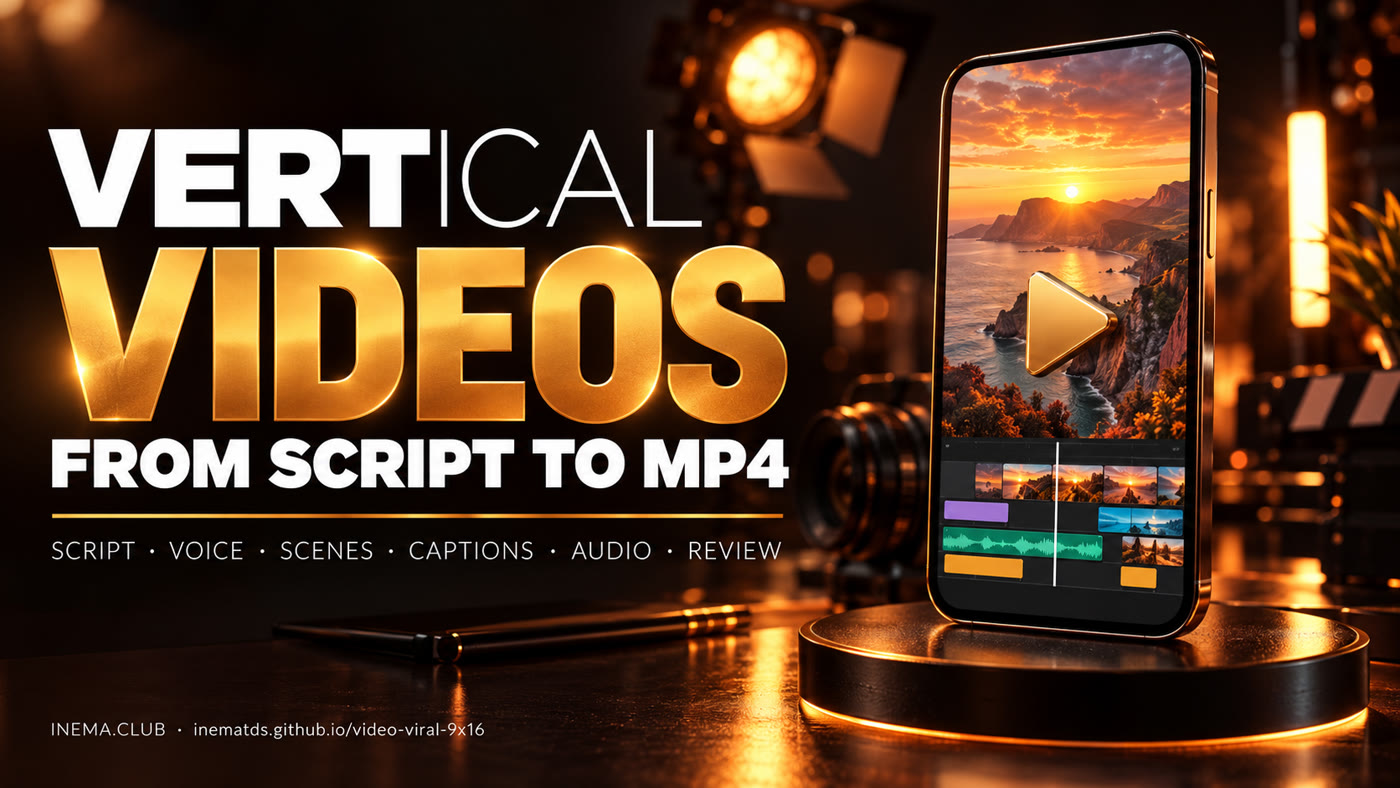 VERTICAL
VIDEOS
FROM SCRIPT TO MP4
SCRIPT · VOICE · SCENES · CAPTIONS · AUDIO · REVIEW
INEMA.CLUB · inematds.github.io/video-viral-9x16